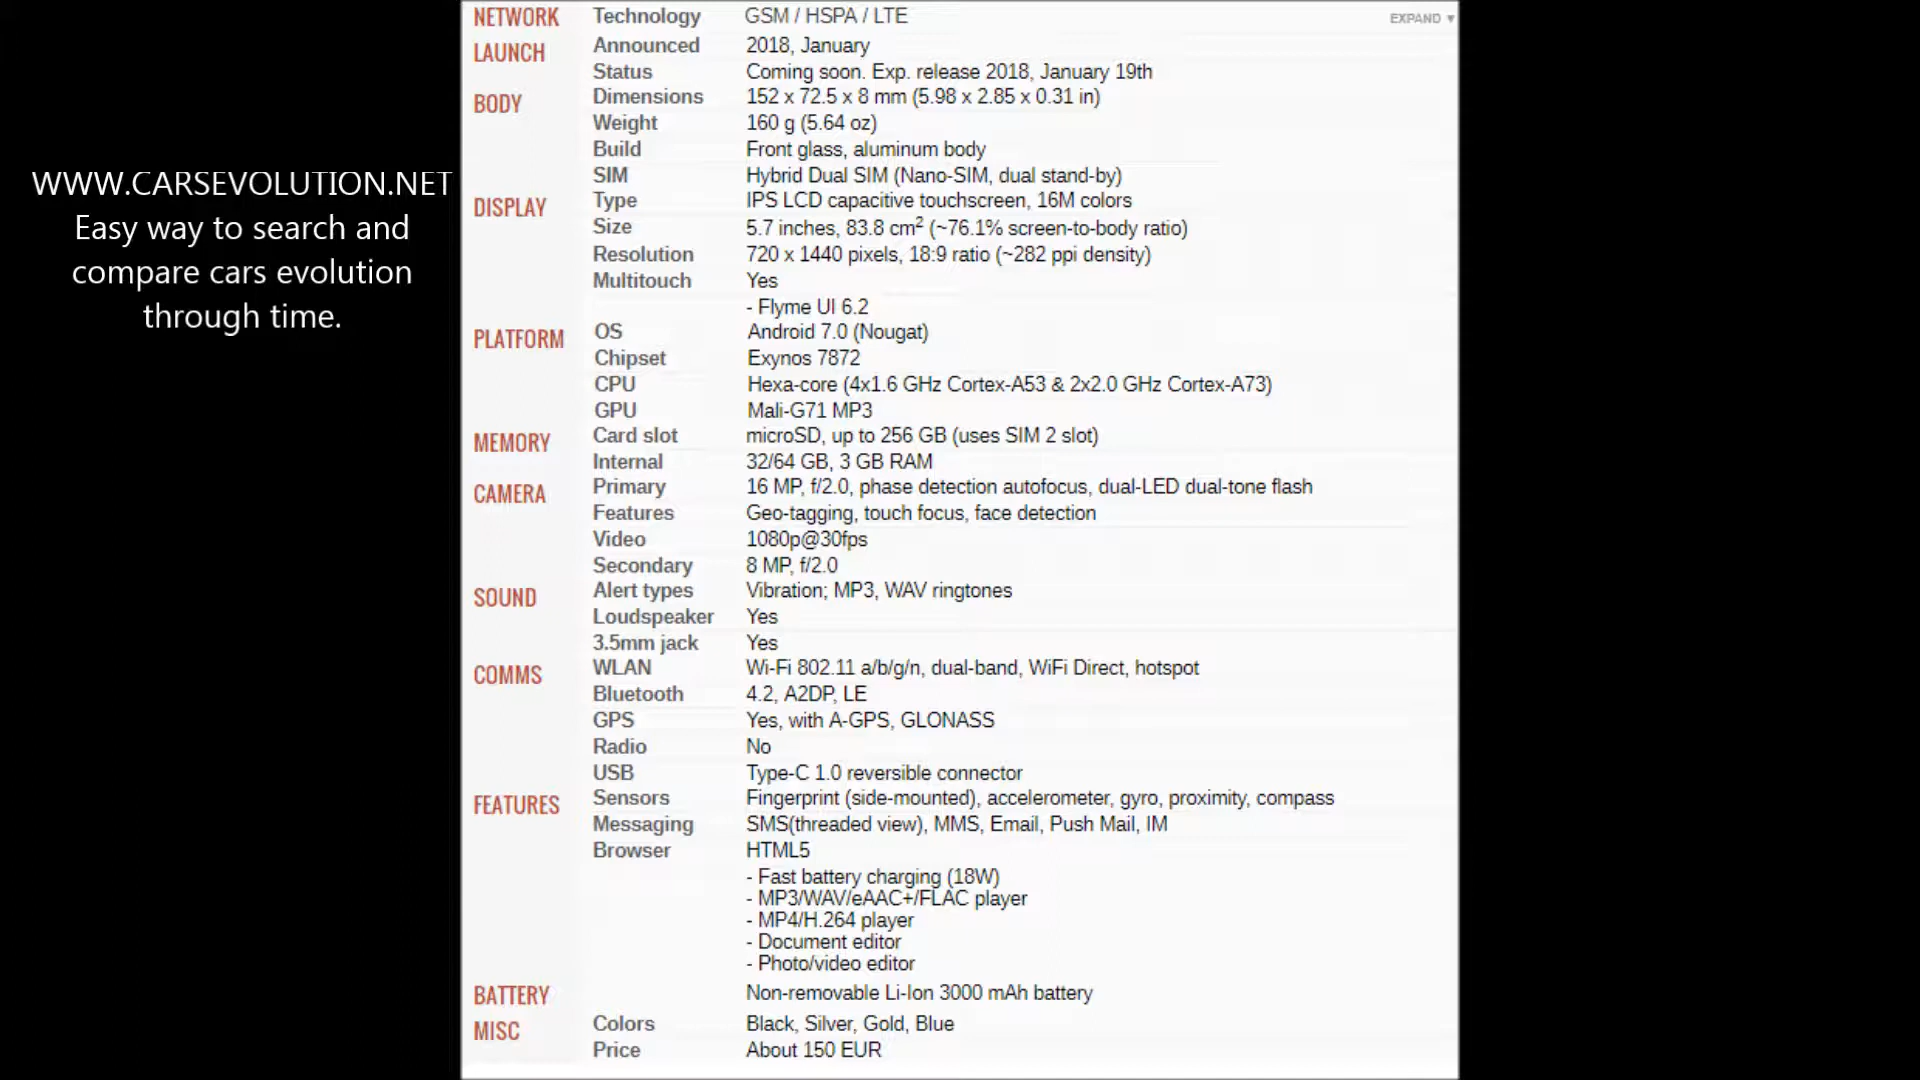 WWW.CARSEVOLUTION.NET
Easy way to search and
compare cars evolution
through time.
NETWORK Technology GSM / HSPA / LTE EXPAND ▼
LAUNCH Announced 2018, January
Status Coming soon. Exp. release 2018, January 19th
BODY Dimensions 152 x 72.5 x 8 mm (5.98 x 2.85 x 0.31 in)
Weight 160 g (5.64 oz)
Build Front glass, aluminum body
SIM Hybrid Dual SIM (Nano-SIM, dual stand-by)
DISPLAY Type IPS LCD capacitive touchscreen, 16M colors
Size 5.7 inches, 83.8 cm² (~76.1% screen-to-body ratio)
Resolution 720 x 1440 pixels, 18:9 ratio (~282 ppi density)
Multitouch Yes
- Flyme UI 6.2
PLATFORM OS Android 7.0 (Nougat)
Chipset Exynos 7872
CPU Hexa-core (4x1.6 GHz Cortex-A53 & 2x2.0 GHz Cortex-A73)
GPU Mali-G71 MP3
MEMORY Card slot microSD, up to 256 GB (uses SIM 2 slot)
Internal 32/64 GB, 3 GB RAM
CAMERA Primary 16 MP, f/2.0, phase detection autofocus, dual-LED dual-tone flash
Features Geo-tagging, touch focus, face detection
Video 1080p@30fps
Secondary 8 MP, f/2.0
SOUND Alert types Vibration; MP3, WAV ringtones
Loudspeaker Yes
3.5mm jack Yes
COMMS WLAN Wi-Fi 802.11 a/b/g/n, dual-band, WiFi Direct, hotspot
Bluetooth 4.2, A2DP, LE
GPS Yes, with A-GPS, GLONASS
Radio No
USB Type-C 1.0 reversible connector
FEATURES Sensors Fingerprint (side-mounted), accelerometer, gyro, proximity, compass
Messaging SMS(threaded view), MMS, Email, Push Mail, IM
Browser HTML5
- Fast battery charging (18W)
- MP3/WAV/eAAC+/FLAC player
- MP4/H.264 player
- Document editor
- Photo/video editor
BATTERY Non-removable Li-Ion 3000 mAh battery
MISC Colors Black, Silver, Gold, Blue
Price About 150 EUR